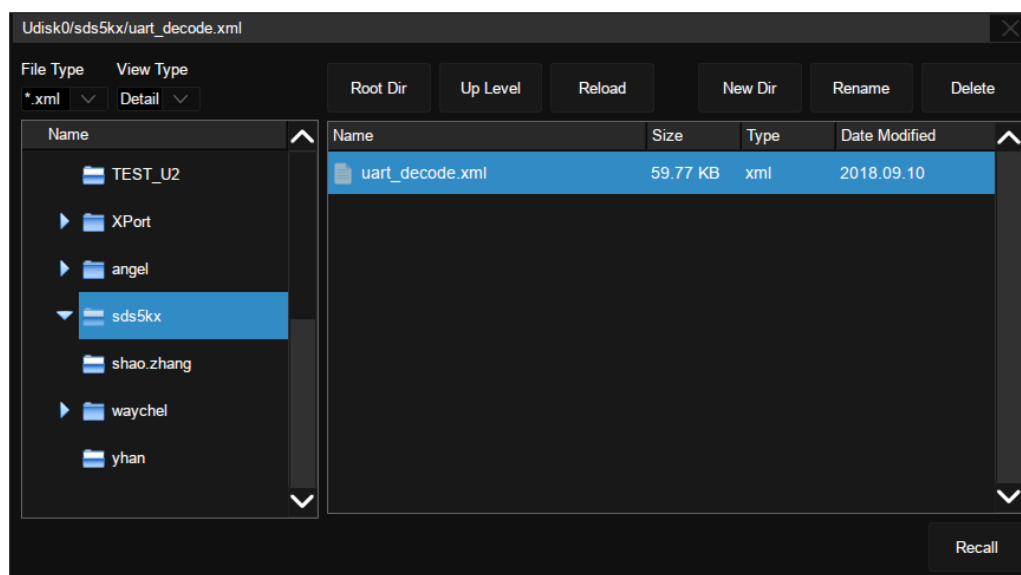 Udisk0/sds5kx/uart_decode.xml
File Type View Type
*.xml Detail
Root Dir Up Level Reload New Dir Rename Delete
Name
TEST_U2
XPort
angel
sds5kx
shao.zhang
waychel
yhan
Name Size Type Date Modified
uart_decode.xml 59.77 KB xml 2018.09.10
Recall